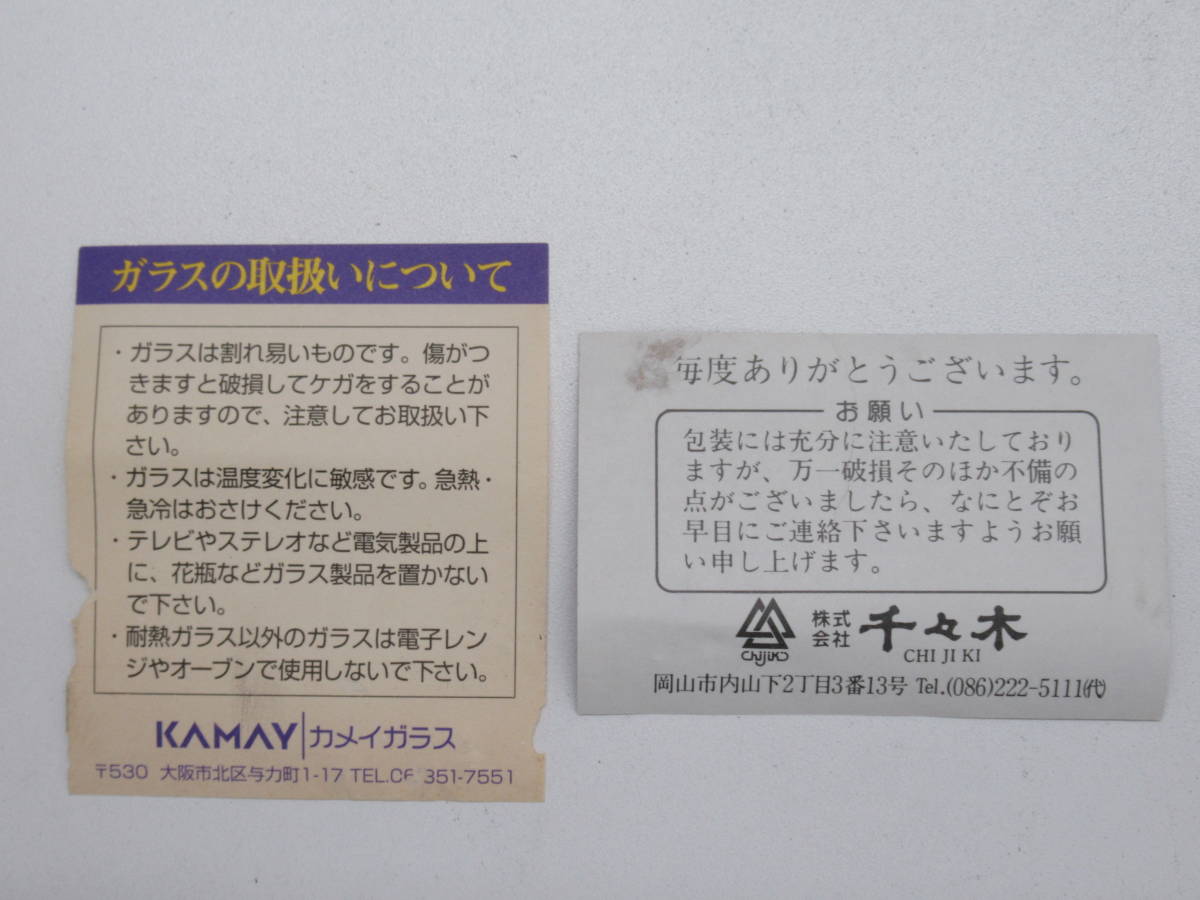 ガラスの取扱いについて
・ガラスは割れ易いものです。傷がつ
きますと破損してケガをすることが
ありますので、注意してお取扱い下
さい。
・ガラスは温度変化に敏感です。急熱・
急冷はおさけください。
・テレビやステレオなど電気製品の上
に、花瓶などガラス製品を置かない
で下さい。
・耐熱ガラス以外のガラスは電子レン
ジやオーブンで使用しないで下さい。
KAMAY カメイガラス
〒530 大阪市北区与力町1-17 TEL.06 351-7551
毎度ありがとうございます。
お願い
包装には充分に注意いたしており
ますが、万一破損そのほか不備の
点がございましたら、なにとぞお
早目にご連絡下さいますようお願
い申し上げます。
Chijiki
株式会社 千々木
CHI JI KI
岡山市内山下2丁目3番13号 Tel.(086)222-5111(代)